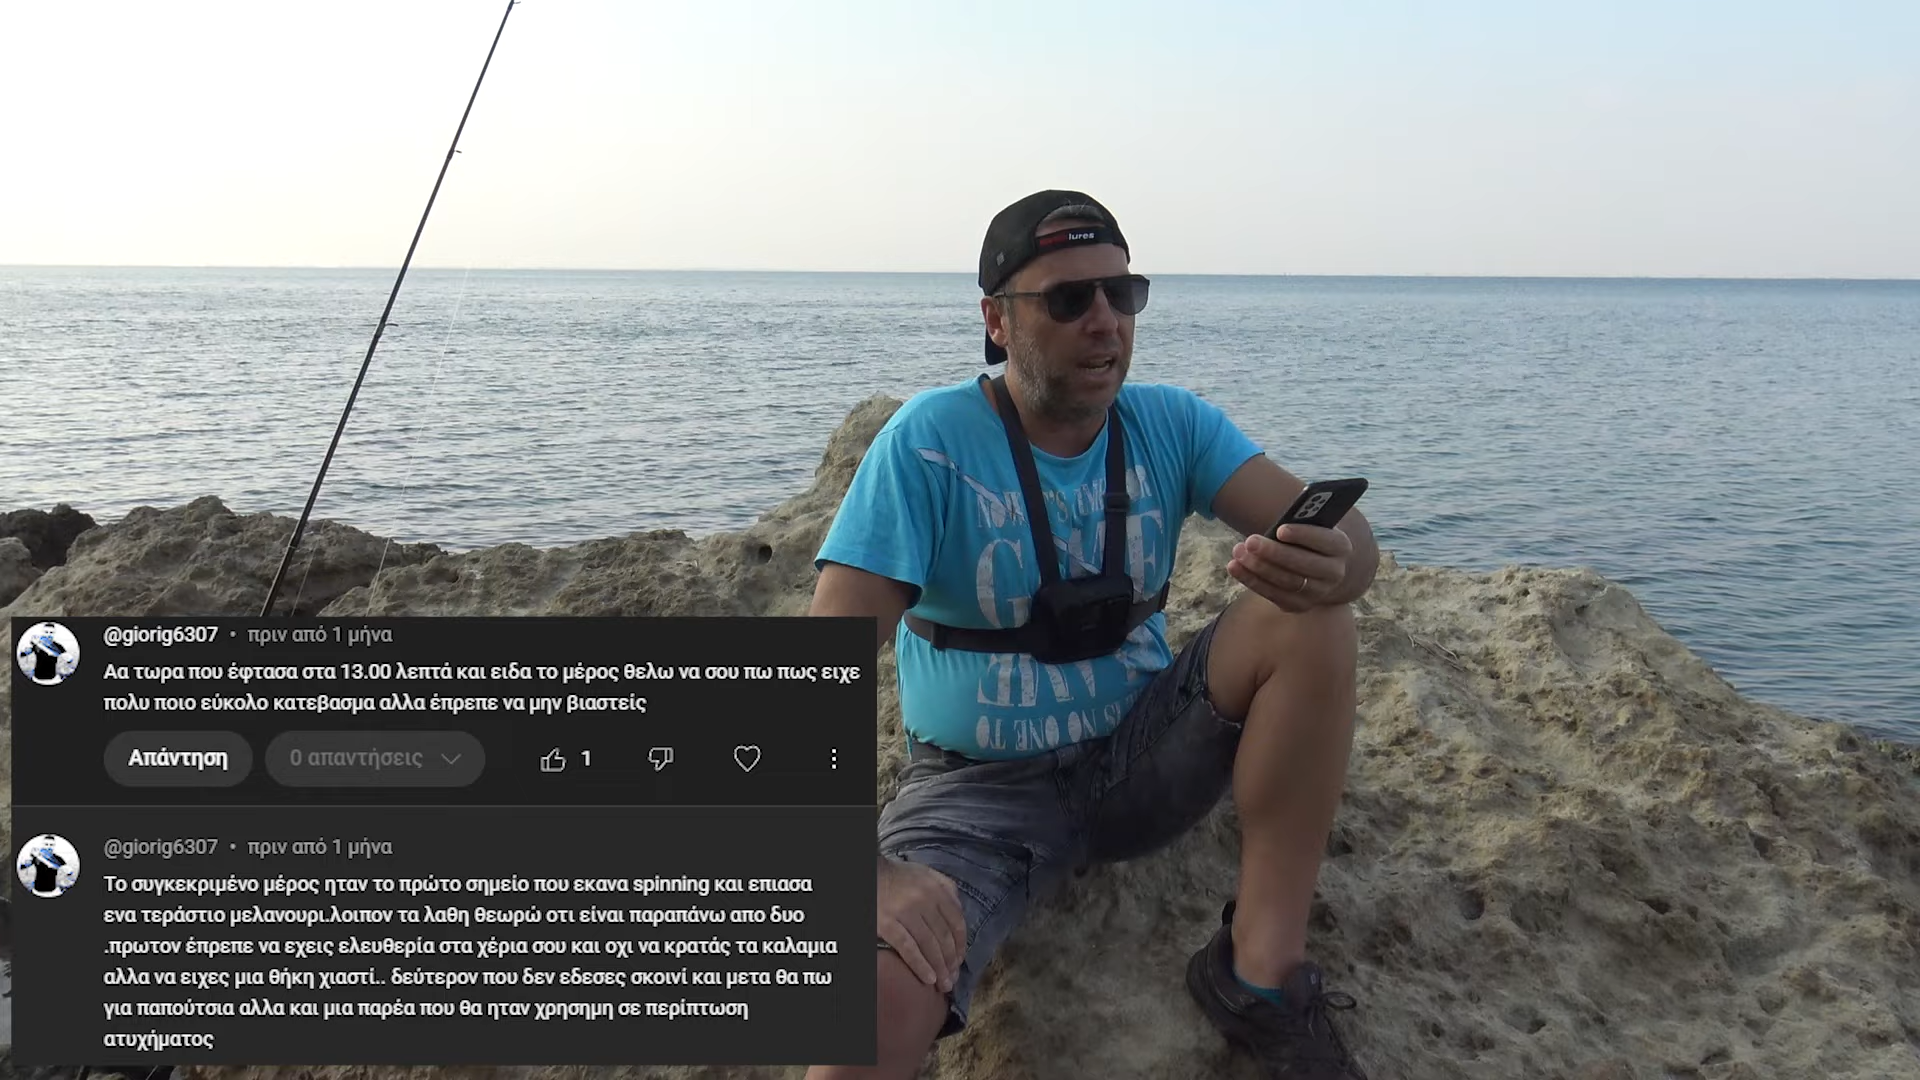 lures
@giorig6307 • πριν από 1 μήνα
Αα τωρα που έφτασα στα 13.00 λεπτά και ειδα το μέρος θελω να σου πω πως ειχε
πολυ ποιο εύκολο κατεβασμα αλλα έπρεπε να μην βιαστείς
Απάντηση 0 απαντήσεις 1
@giorig6307 • πριν από 1 μήνα
Το συγκεκριμένο μέρος ηταν το πρώτο σημείο που εκανα spinning και επιασα
ενα τεράστιο μελανουρι.λοιπον τα λαθη θεωρώ οτι είναι παραπάνω απο δυο
.πρωτον έπρεπε να εχεις ελευθερία στα χέρια σου και οχι να κρατάς τα καλαμια
αλλα να ειχες μια θήκη χιαστί.. δεύτερον που δεν εδεσες σκοινί και μετα θα πω
για παπούτσια αλλα και μια παρέα που θα ηταν χρησημη σε περίπτωση
ατυχήματος
IS NO ONE TO